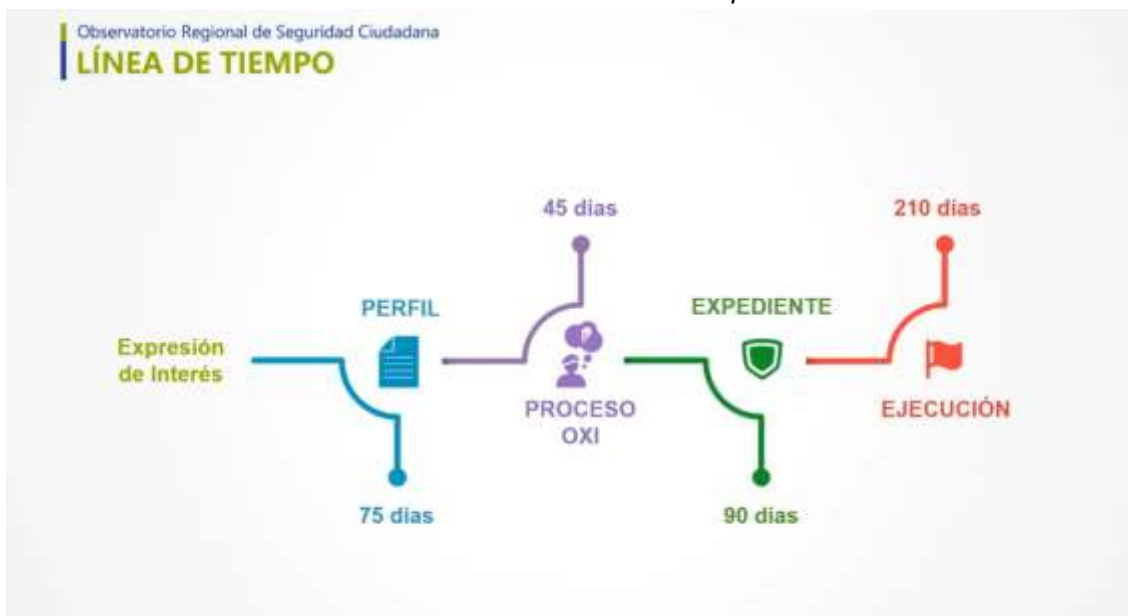 Observatorio Regional de Seguridad Ciudadana
LÍNEA DE TIEMPO
Expresión
de Interés
PERFIL
75 dias
45 dias
PROCESO
OXI
EXPEDIENTE
90 dias
210 dias
EJECUCIÓN